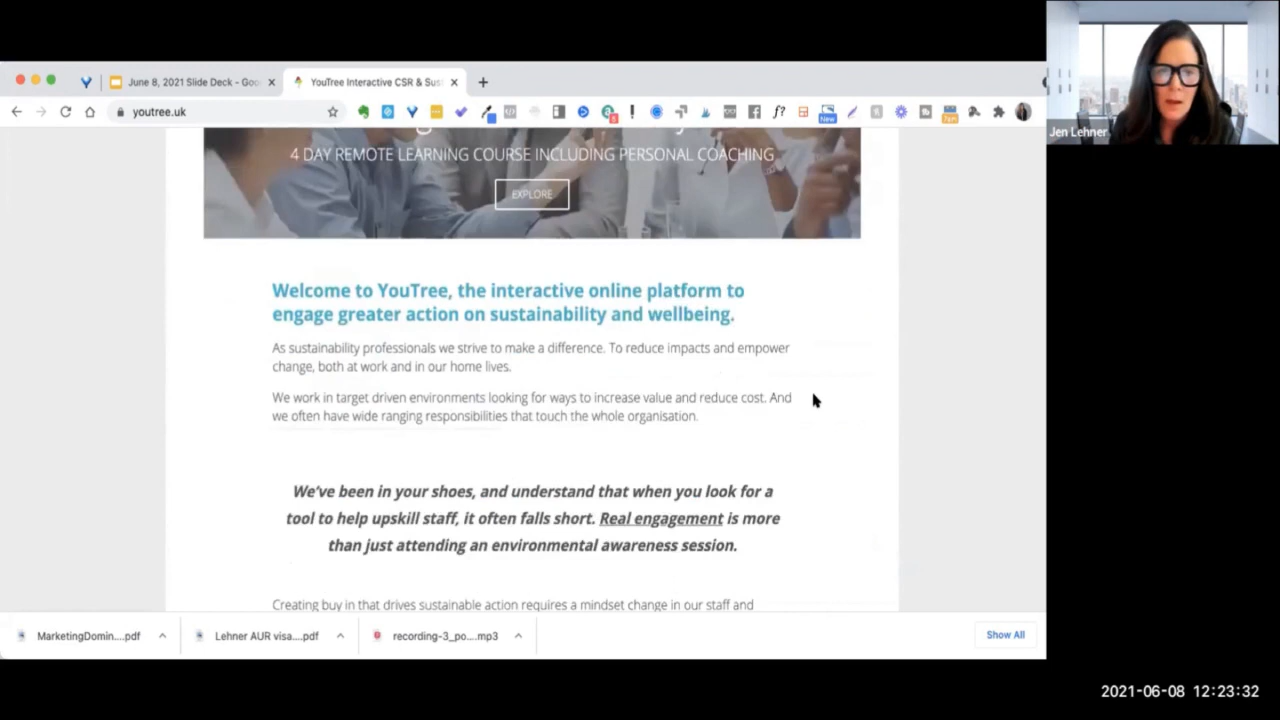 June 8, 2021 Slide Deck - Goo
YouTree Interactive CSR & Sus
youtree.uk
New
7am
Jen Lehner
4 DAY REMOTE LEARNING COURSE INCLUDING PERSONAL COACHING
EXPLORE
Welcome to YouTree, the interactive online platform to
engage greater action on sustainability and wellbeing.
As sustainability professionals we strive to make a difference. To reduce impacts and empower
change, both at work and in our home lives.
We work in target driven environments looking for ways to increase value and reduce cost. And
we often have wide ranging responsibilities that touch the whole organisation.
We've been in your shoes, and understand that when you look for a
tool to help upskill staff, it often falls short. Real engagement is more
than just attending an environmental awareness session.
Creating buy in that drives sustainable action requires a mindset change in our staff and
MarketingDomin....pdf
Lehner AUR visa....pdf
recording-3_po....mp3
Show All
2021-06-08 12:23:32